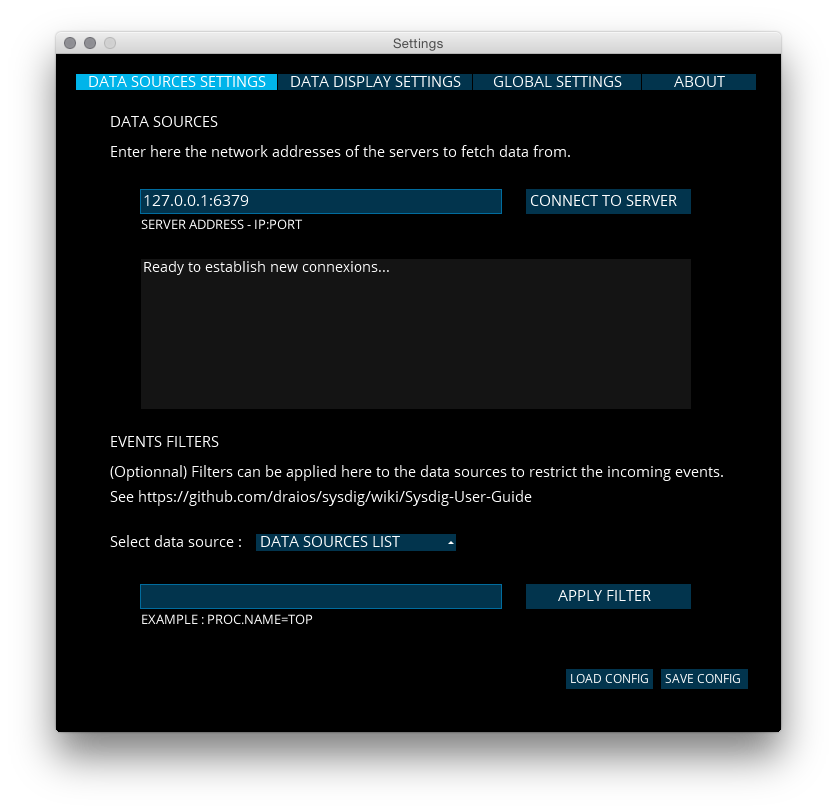 Settings
DATA SOURCES SETTINGS
DATA DISPLAY SETTINGS
GLOBAL SETTINGS
ABOUT
DATA SOURCES
Enter here the network addresses of the servers to fetch data from.
127.0.0.1:6379
CONNECT TO SERVER
SERVER ADDRESS - IP:PORT
Ready to establish new connexions...
EVENTS FILTERS
(Optionnal) Filters can be applied here to the data sources to restrict the incoming events.
See https://github.com/draios/sysdig/wiki/Sysdig-User-Guide
Select data source :
DATA SOURCES LIST
APPLY FILTER
EXAMPLE : PROC.NAME=TOP
LOAD CONFIG
SAVE CONFIG